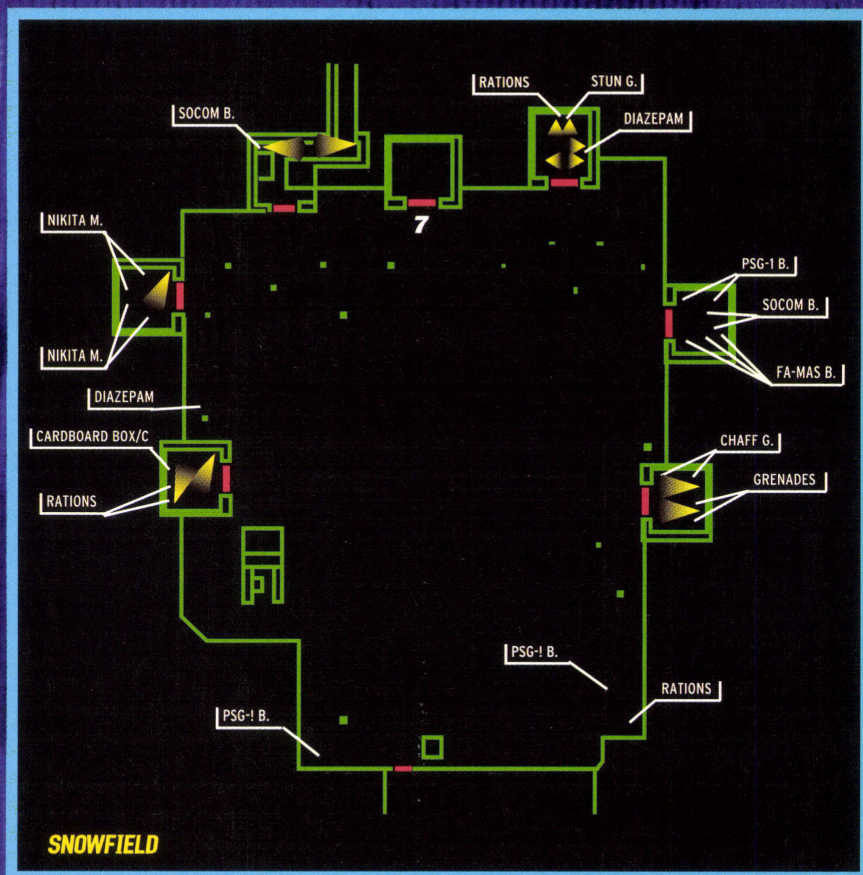 RATIONS
STUN G.
SOCOM B.
DIAZEPAM
7
NIKITA M.
PSG-1 B.
SOCOM B.
NIKITA M.
FA-MAS B.
DIAZEPAM
CARDBOARD BOX/C
CHAFF G.
GRENADES
RATIONS
PSG-! B.
RATIONS
PSG-! B.
SNOWFIELD